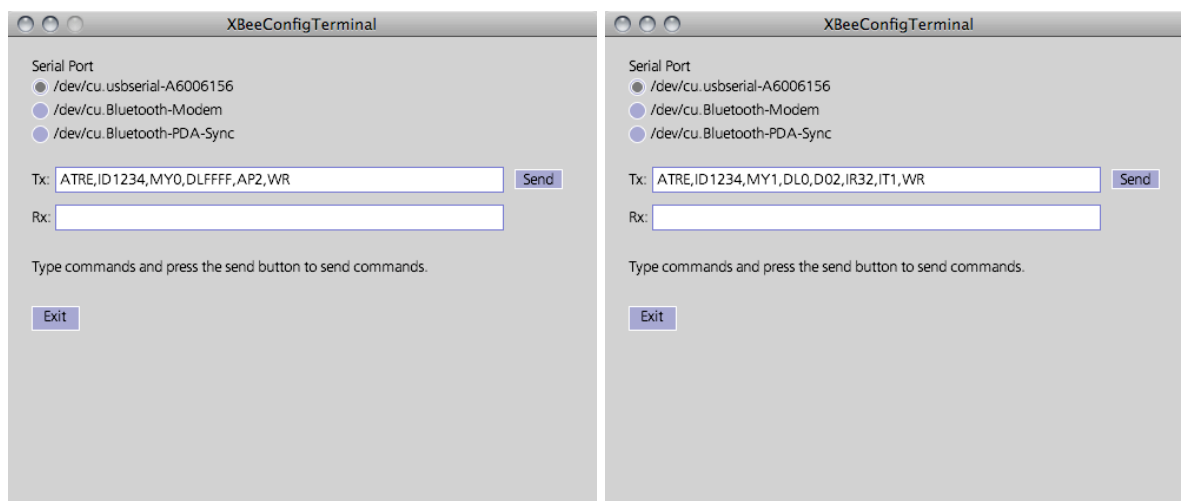 XBeeConfigTerminal
Serial Port
/dev/cu.usbserial-A6006156
/dev/cu.Bluetooth-Modem
/dev/cu.Bluetooth-PDA-Sync
Tx: ATRE,ID1234,MY0,DLFFFF,AP2,WR Send
Rx:
Type commands and press the send button to send commands.
Exit
XBeeConfigTerminal
Serial Port
/dev/cu.usbserial-A6006156
/dev/cu.Bluetooth-Modem
/dev/cu.Bluetooth-PDA-Sync
Tx: ATRE,ID1234,MY1,DL0,D02,IR32,IT1,WR Send
Rx:
Type commands and press the send button to send commands.
Exit